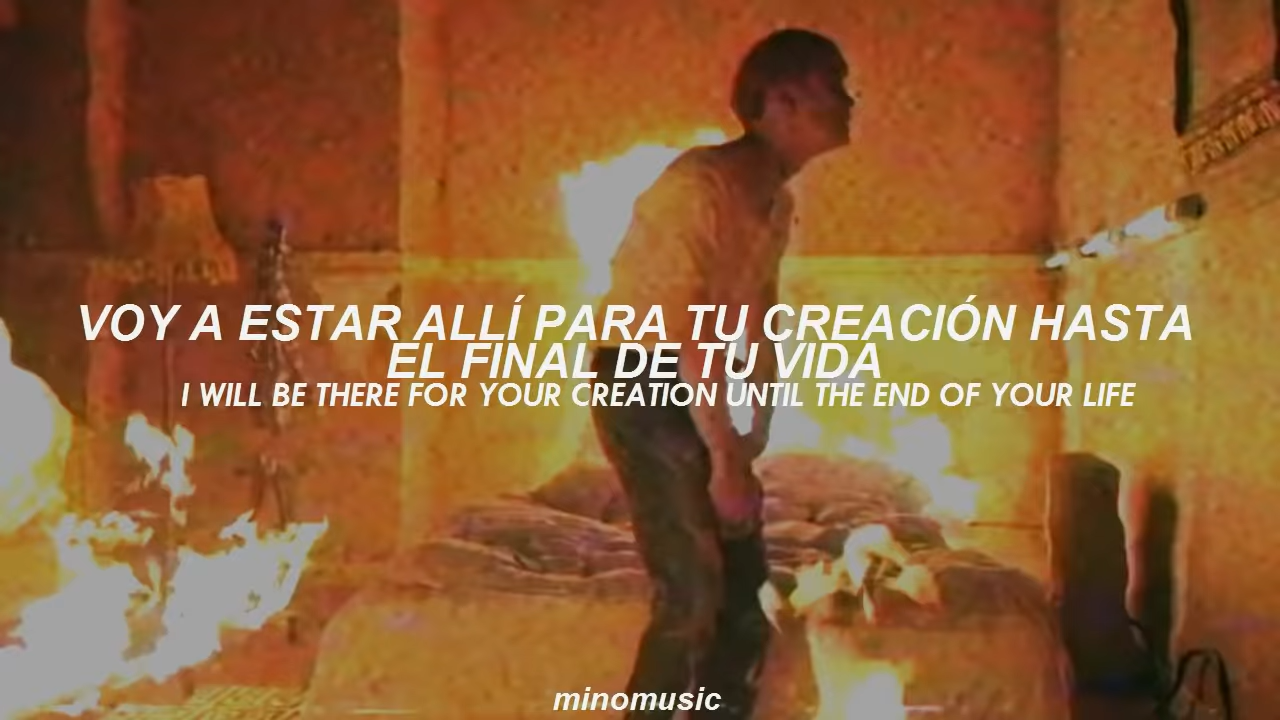 VOY A ESTAR ALLÍ PARA TU CREACIÓN HASTA
EL FINAL DE TU VIDA
I WILL BE THERE FOR YOUR CREATION UNTIL THE END OF YOUR LIFE
minomusic